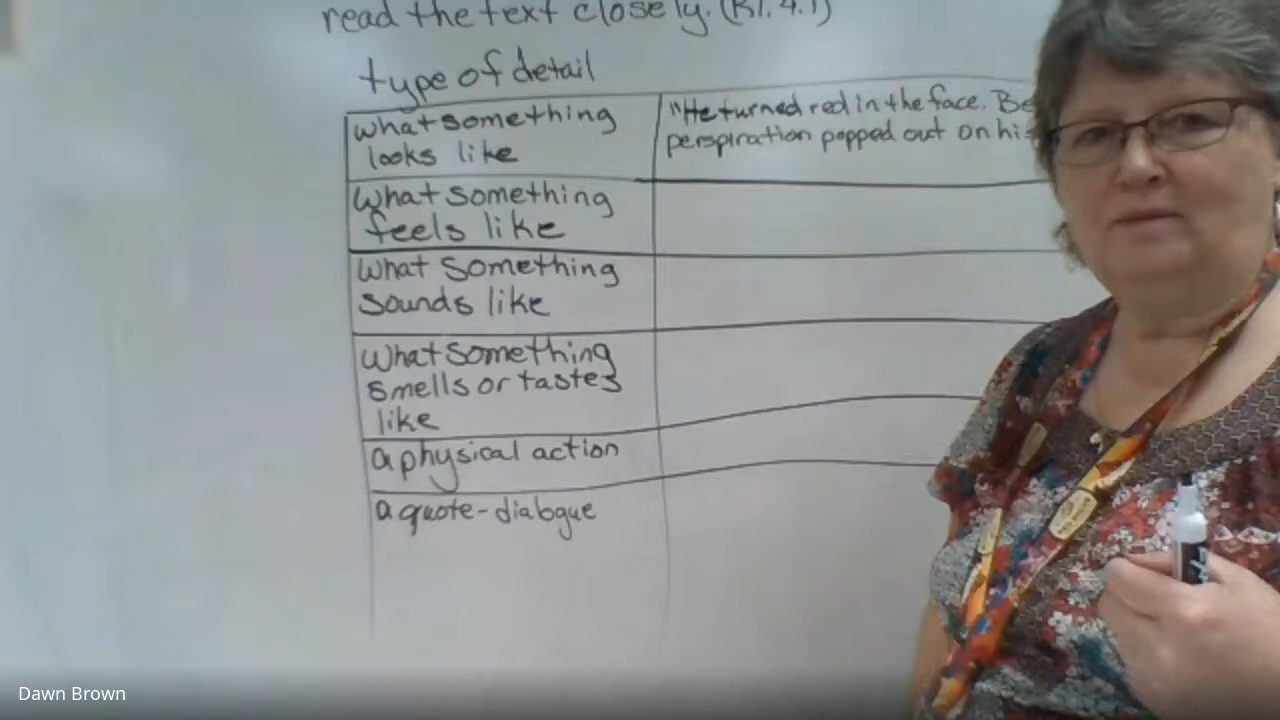 read the text closely. (RI. 4.1)
type of detail
what something
looks like
"He turned red in the face. Be
perspiration popped out on his
what something
feels like
what something
sounds like
what something
smells or tastes
like
a physical action
a quote-dialogue
Dawn Brown